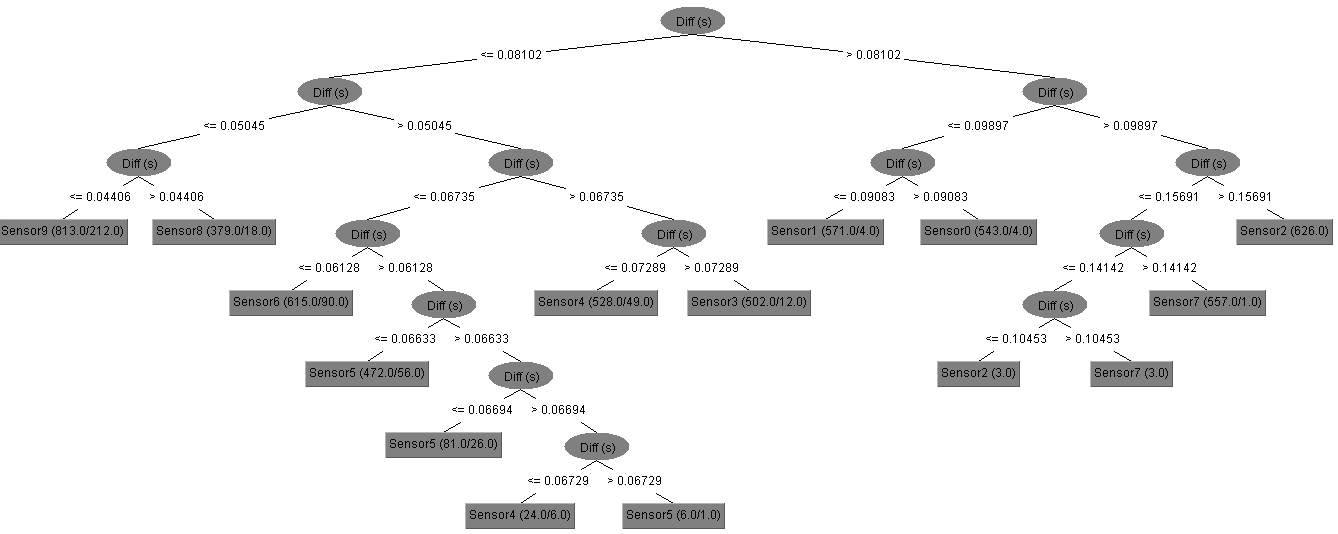 Diff (s)
<= 0.08102
> 0.08102
Diff (s)
Diff (s)
<= 0.05045
> 0.05045
<= 0.09897
> 0.09897
Diff (s)
Diff (s)
Diff (s)
Diff (s)
<= 0.04406
> 0.04406
<= 0.06735
> 0.06735
<= 0.09083
> 0.09083
<= 0.15691
> 0.15691
Sensor9 (813.0/212.0)
Sensor8 (379.0/18.0)
Diff (s)
Diff (s)
Sensor1 (571.0/4.0)
Sensor0 (543.0/4.0)
Diff (s)
Sensor2 (626.0)
<= 0.06128
> 0.06128
<= 0.07289
> 0.07289
<= 0.14142
> 0.14142
Sensor6 (615.0/90.0)
Diff (s)
Sensor4 (528.0/49.0)
Sensor3 (502.0/12.0)
Diff (s)
Sensor7 (557.0/1.0)
<= 0.06633
> 0.06633
<= 0.10453
> 0.10453
Sensor5 (472.0/56.0)
Diff (s)
Sensor2 (3.0)
Sensor7 (3.0)
<= 0.06694
> 0.06694
Sensor5 (81.0/26.0)
Diff (s)
<= 0.06729
> 0.06729
Sensor4 (24.0/6.0)
Sensor5 (6.0/1.0)